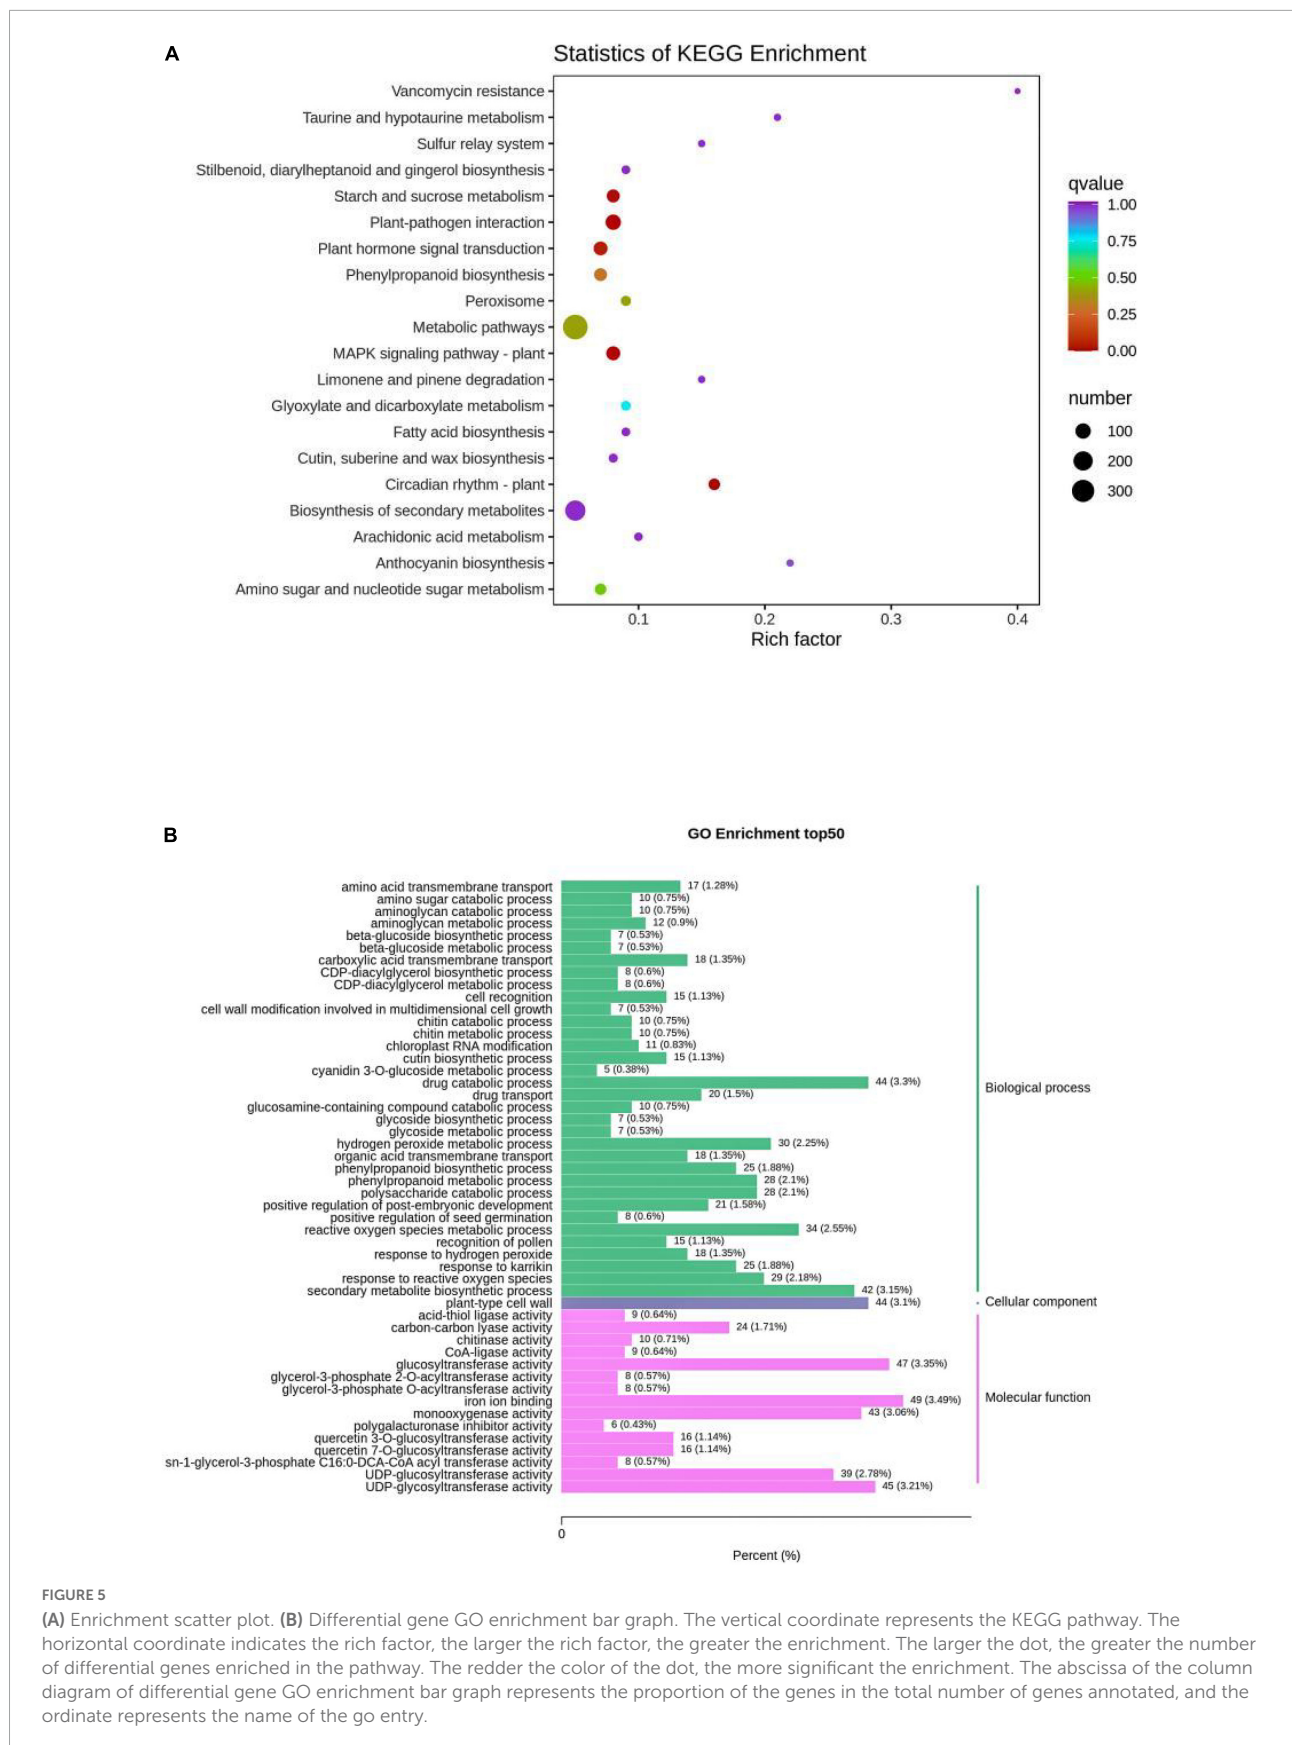 A
Statistics of KEGG Enrichment
Vancomycin resistance
Taurine and hypotaurine metabolism
Sulfur relay system
Stilbenoid, diarylheptanoid and gingerol biosynthesis
Starch and sucrose metabolism
Plant-pathogen interaction
Plant hormone signal transduction
Phenylpropanoid biosynthesis
Peroxisome
Metabolic pathways
MAPK signaling pathway - plant
Limonene and pinene degradation
Glyoxylate and dicarboxylate metabolism
Fatty acid biosynthesis
Cutin, suberine and wax biosynthesis
Circadian rhythm - plant
Biosynthesis of secondary metabolites
Arachidonic acid metabolism
Anthocyanin biosynthesis
Amino sugar and nucleotide sugar metabolism
0.1 0.2 0.3 0.4
Rich factor
qvalue
1.00
0.75
0.50
0.25
0.00
number
100
200
300
B
GO Enrichment top50
amino acid transmembrane transport 17 (1.28%)
amino sugar catabolic process 10 (0.75%)
aminoglycan catabolic process 10 (0.75%)
aminoglycan metabolic process 12 (0.9%)
beta-glucoside biosynthetic process 7 (0.53%)
beta-glucoside metabolic process 7 (0.53%)
carboxylic acid transmembrane transport 18 (1.35%)
CDP-diacylglycerol biosynthetic process 8 (0.6%)
CDP-diacylglycerol metabolic process 8 (0.6%)
cell recognition 15 (1.13%)
cell wall modification involved in multidimensional cell growth 7 (0.53%)
chitin catabolic process 10 (0.75%)
chitin metabolic process 10 (0.75%)
chloroplast RNA modification 11 (0.83%)
cutin biosynthetic process 15 (1.13%)
cyanidin 3-O-glucoside metabolic process 5 (0.38%)
drug catabolic process 44 (3.3%)
drug transport 20 (1.5%)
glucosamine-containing compound catabolic process 10 (0.75%)
glycoside biosynthetic process 7 (0.53%)
glycoside metabolic process 7 (0.53%)
hydrogen peroxide metabolic process 30 (2.25%)
organic acid transmembrane transport 18 (1.35%)
phenylpropanoid biosynthetic process 25 (1.88%)
phenylpropanoid metabolic process 28 (2.1%)
polysaccharide catabolic process 28 (2.1%)
positive regulation of post-embryonic development 21 (1.58%)
positive regulation of seed germination 8 (0.6%)
reactive oxygen species metabolic process 34 (2.55%)
recognition of pollen 15 (1.13%)
response to hydrogen peroxide 18 (1.35%)
response to karrikin 25 (1.88%)
response to reactive oxygen species 29 (2.18%)
secondary metabolite biosynthetic process 42 (3.15%)
plant-type cell wall 44 (3.1%)
acid-thiol ligase activity 9 (0.64%)
carbon-carbon lyase activity 24 (1.71%)
chitinase activity 10 (0.71%)
CoA-ligase activity 9 (0.64%)
glucosyltransferase activity 47 (3.35%)
glycerol-3-phosphate 2-O-acyltransferase activity 8 (0.57%)
glycerol-3-phosphate O-acyltransferase activity 8 (0.57%)
iron ion binding 49 (3.49%)
monooxygenase activity 43 (3.06%)
polygalacturonase inhibitor activity 6 (0.43%)
quercetin 3-O-glucosyltransferase activity 16 (1.14%)
quercetin 7-O-glucosyltransferase activity 16 (1.14%)
sn-1-glycerol-3-phosphate C16:0-DCA-CoA acyl transferase activity 8 (0.57%)
UDP-glucosyltransferase activity 39 (2.78%)
UDP-glycosyltransferase activity 45 (3.21%)
Biological process
Cellular component
Molecular function
0
Percent (%)
FIGURE 5
(A) Enrichment scatter plot. (B) Differential gene GO enrichment bar graph. The vertical coordinate represents the KEGG pathway. The
horizontal coordinate indicates the rich factor, the larger the rich factor, the greater the enrichment. The larger the dot, the greater the number
of differential genes enriched in the pathway. The redder the color of the dot, the more significant the enrichment. The abscissa of the column
diagram of differential gene GO enrichment bar graph represents the proportion of the genes in the total number of genes annotated, and the
ordinate represents the name of the go entry.